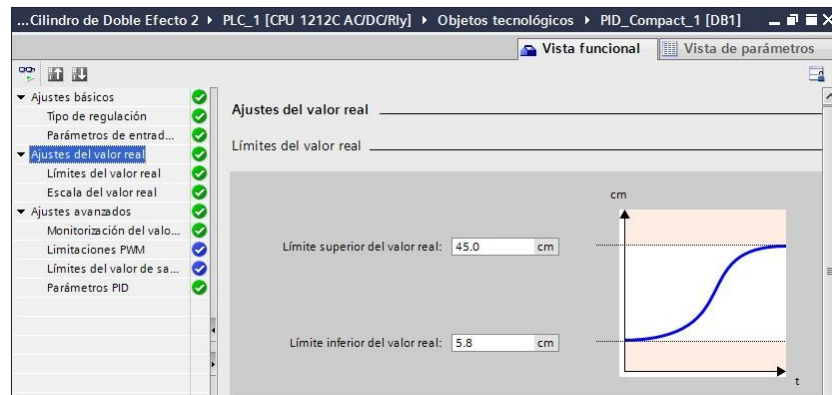 ...Cilindro de Doble Efecto 2 ▸ PLC_1 [CPU 1212C AC/DC/Rly] ▸ Objetos tecnológicos ▸ PID_Compact_1 [DB1]
Vista funcional Vista de parámetros
Ajustes básicos
Tipo de regulación
Parámetros de entrad...
Ajustes del valor real
Límites del valor real
Escala del valor real
Ajustes avanzados
Monitorización del valo...
Limitaciones PWM
Límites del valor de sa...
Parámetros PID
Ajustes del valor real
Límites del valor real
cm
Límite superior del valor real: 45.0 cm
Límite inferior del valor real: 5.8 cm
t